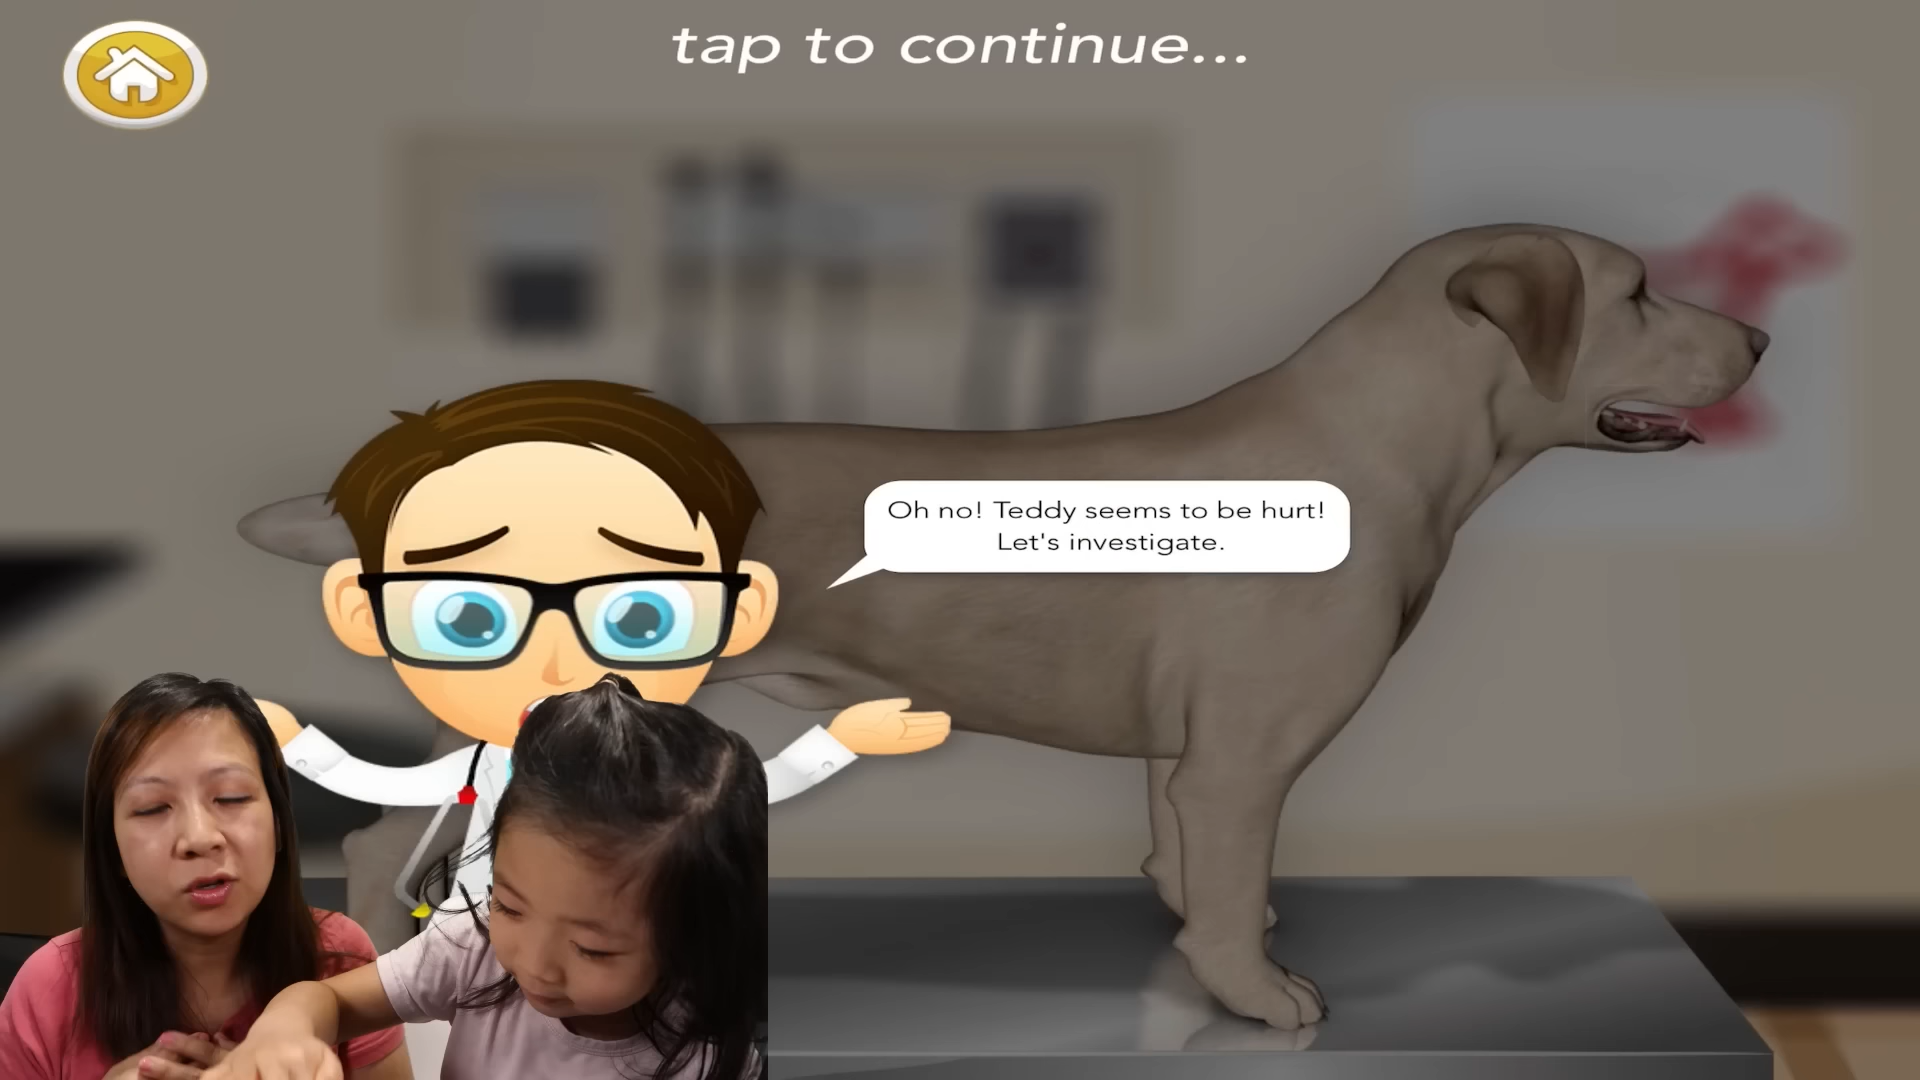 tap to continue...
Oh no! Teddy seems to be hurt!
Let's investigate.